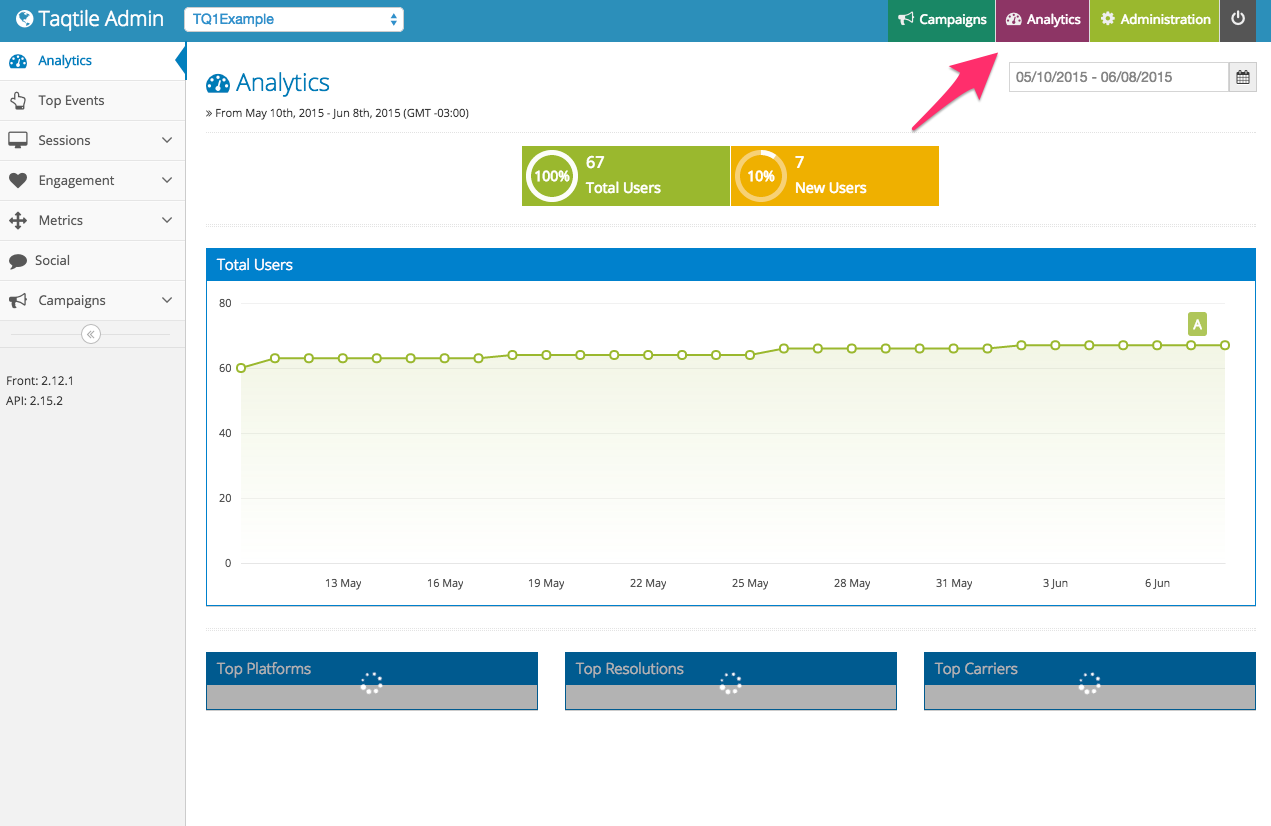 Taqtile Admin
TQ1Example
Campaigns
Analytics
Administration
Analytics
Top Events
Sessions
Engagement
Metrics
Social
Campaigns
Front: 2.12.1
API: 2.15.2
Analytics
05/10/2015 - 06/08/2015
» From May 10th, 2015 - Jun 8th, 2015 (GMT -03:00)
100%
67
Total Users
10%
7
New Users
Total Users
80
60
40
20
0
A
13 May
16 May
19 May
22 May
25 May
28 May
31 May
3 Jun
6 Jun
Top Platforms
Top Resolutions
Top Carriers